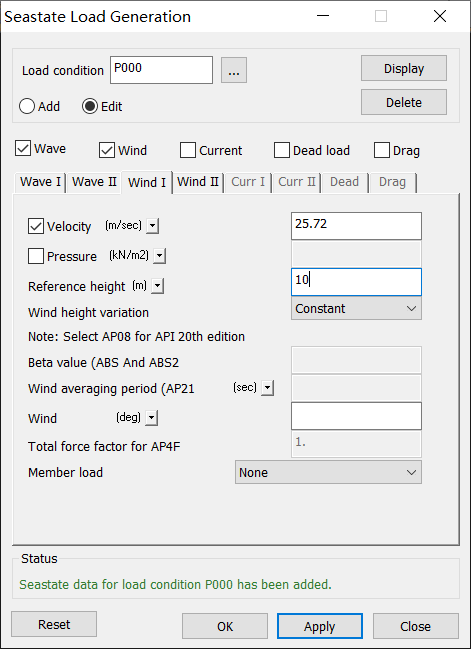 Seastate Load Generation
Load condition P000 ...
Display
Add Edit
Delete
Wave Wind Current Dead load Drag
Wave I Wave II Wind I Wind II Curr I Curr II Dead Drag
Velocity (m/sec) 25.72
Pressure (kN/m2)
Reference height (m) 10
Wind height variation Constant
Note: Select AP08 for API 20th edition
Beta value (ABS And ABS2
Wind averaging period (AP21 (sec)
Wind (deg)
Total force factor for AP4F 1.
Member load None
Status
Seastate data for load condition P000 has been added.
Reset OK Apply Close